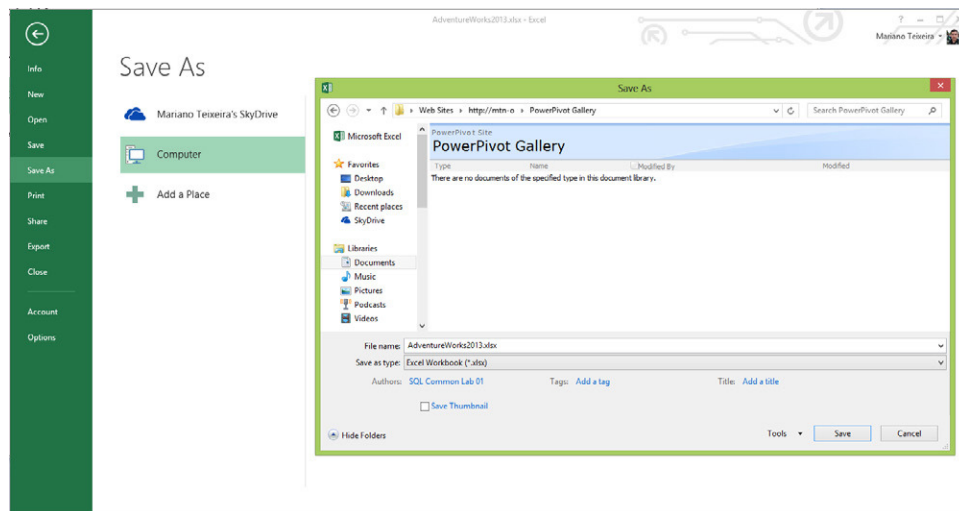 AdventureWorks2013.xlsx - Excel
?
Mariano Teixeira
Info
New
Open
Save
Save As
Print
Share
Export
Close
Account
Options
Save As
Mariano Teixeira's SkyDrive
Computer
Add a Place
Save As
Web Sites
http://mtn-o
PowerPivot Gallery
Search PowerPivot Gallery
Microsoft Excel
Favorites
Desktop
Downloads
Recent places
SkyDrive
Libraries
Documents
Music
Pictures
Podcasts
Videos
PowerPivot Site
PowerPivot Gallery
Type Name Modified By Modified
There are no documents of the specified type in this document library.
File name: AdventureWorks2013.xlsx
Save as type: Excel Workbook (*.xlsx)
Authors: SQL Common Lab 01 Tags: Add a tag Title: Add a title
Save Thumbnail
Hide Folders
Tools Save Cancel